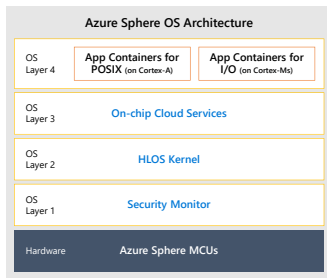 Azure Sphere OS Architecture
OS
Layer 4
App Containers for
POSIX (on Cortex-A)
App Containers for
I/O (on Cortex-Ms)
OS
Layer 3
On-chip Cloud Services
OS
Layer 2
HLOS Kernel
OS
Layer 1
Security Monitor
Hardware
Azure Sphere MCUs